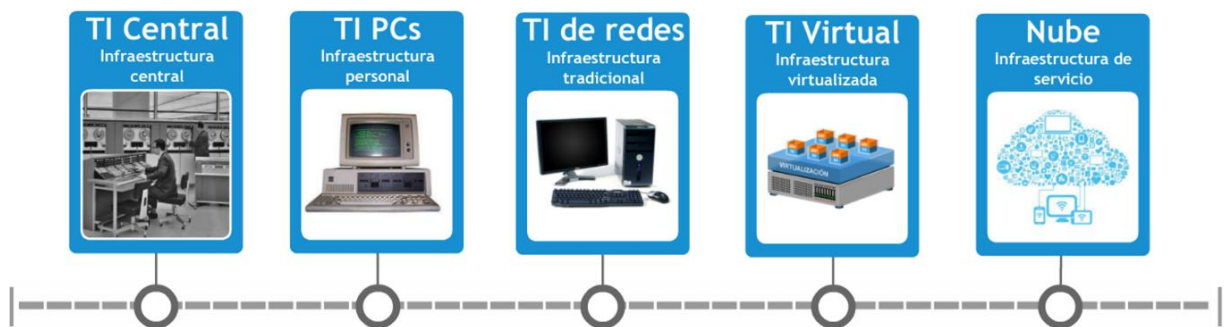 TI Central
Infraestructura
central
TI PCs
Infraestructura
personal
TI de redes
Infraestructura
tradicional
TI Virtual
Infraestructura
virtualizada
VIRTUALIZACIÓN
Nube
Infraestructura de
servicio